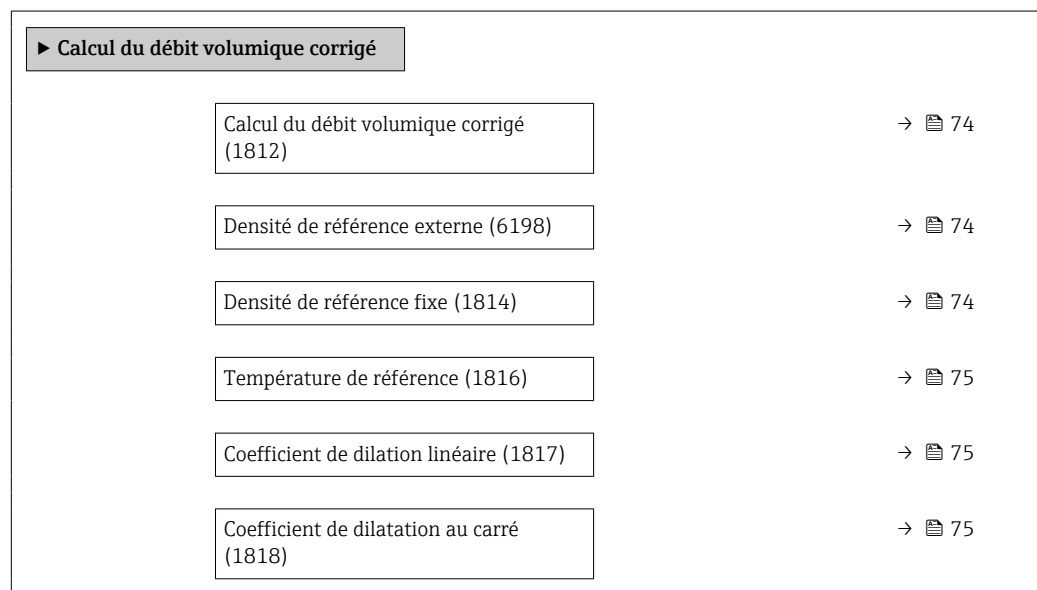 ▶ Calcul du débit volumique corrigé
Calcul du débit volumique corrigé → 74
(1812)
Densité de référence externe (6198) → 74
Densité de référence fixe (1814) → 74
Température de référence (1816) → 75
Coefficient de dilation linéaire (1817) → 75
Coefficient de dilatation au carré → 75
(1818)